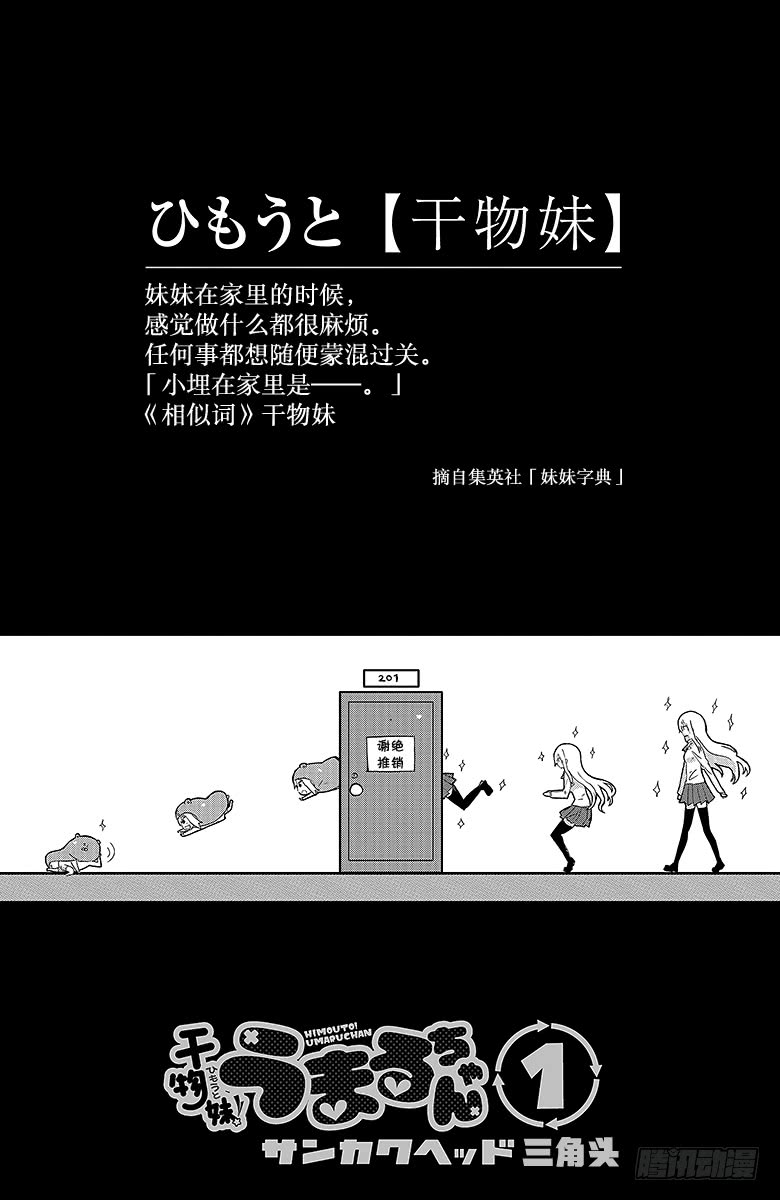 ひもうと【干物妹】
妹妹在家里的时候，
感觉做什么都很麻烦。
任何事都想随便蒙混过关。
「小埋在家里是——。」
《相似词》干物妹
摘自集英社「妹妹字典」
201
谢绝
推销
HIMOUTO!
UMARUCHAN
干物妹!
ひもうと
うまるちゃん
1
サンカクヘッド 三角头
腾讯动漫